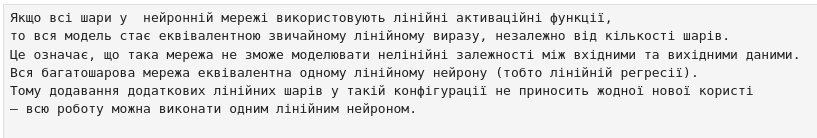 Якщо всі шари у  нейронній мережі використовують лінійні активаційні функції,
то вся модель стає еквівалентною звичайному лінійному виразу, незалежно від кількості шарів.
Це означає, що така мережа не зможе моделювати нелінійні залежності між вхідними та вихідними даними.
Вся багатошарова мережа еквівалентна одному лінійному нейрону (тобто лінійній регресії).
Тому додавання додаткових лінійних шарів у такій конфігурації не приносить жодної нової користі
— всю роботу можна виконати одним лінійним нейроном.